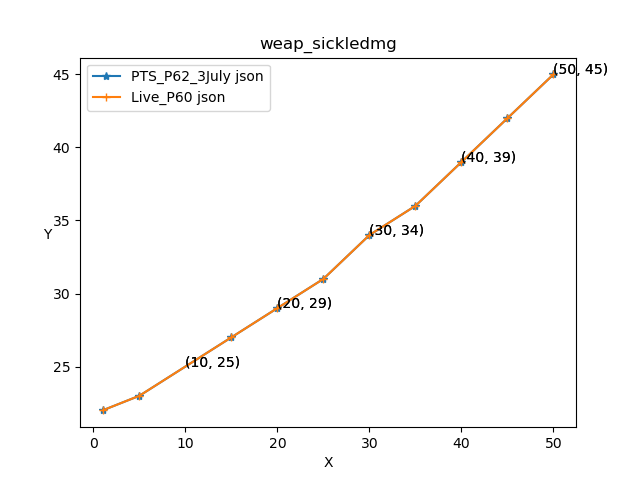 weap_sickledmg
PTS_P62_3July json
Live_P60 json
45
40
35
30
25
Y
(50, 45)
(40, 39)
(30, 34)
(20, 29)
(10, 25)
0 10 20 30 40 50
X